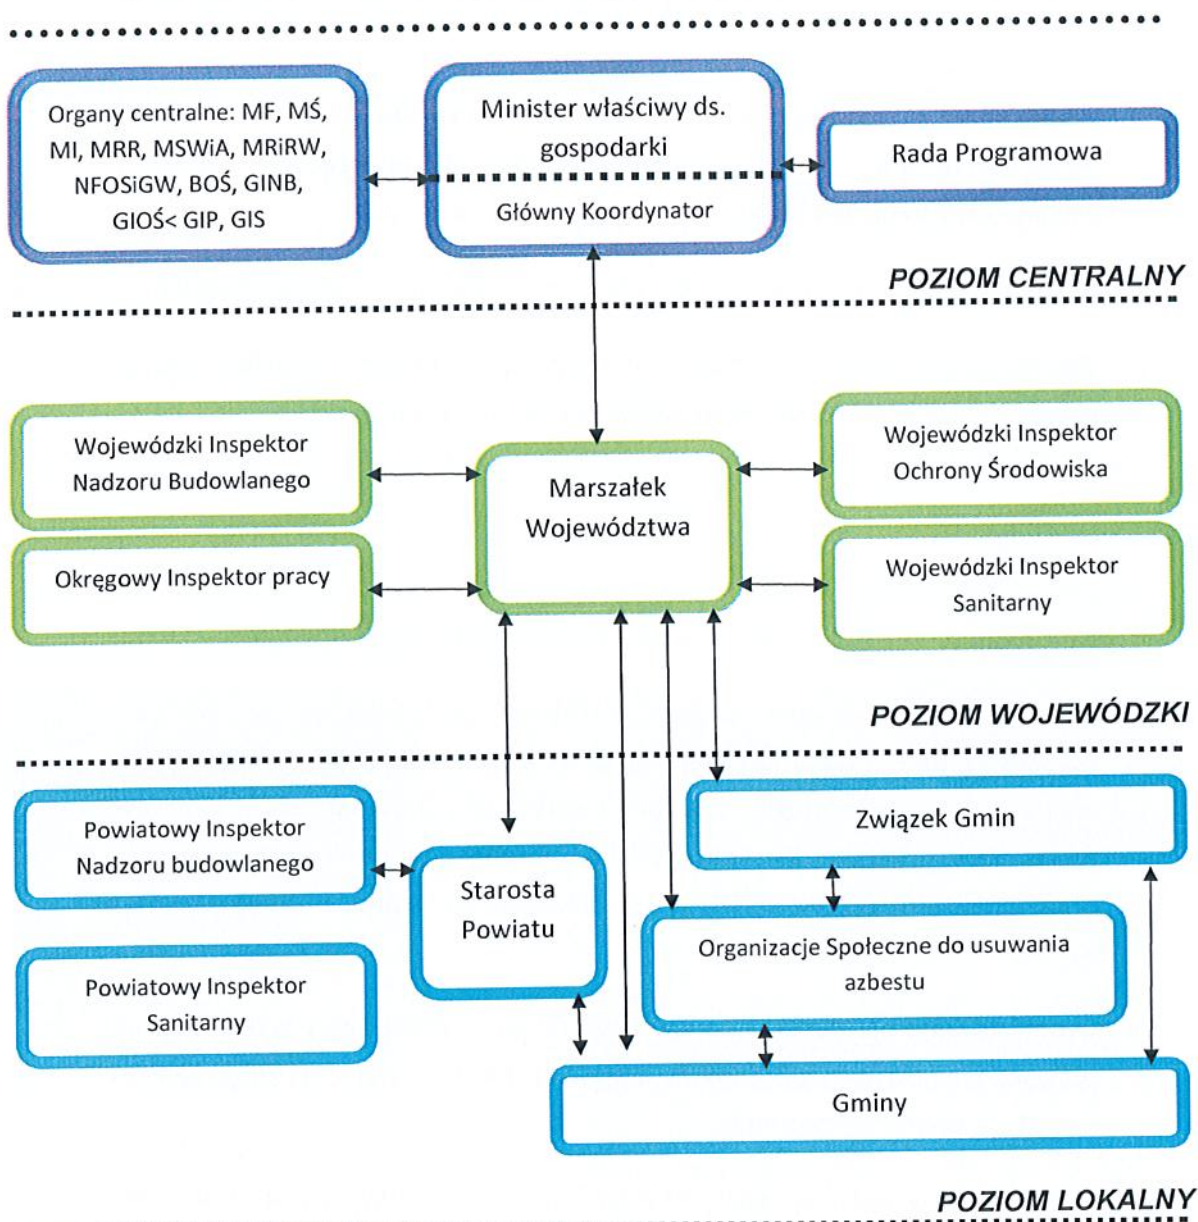 Organy centralne: MF, MŚ,
MI, MRR, MSWiA, MRiRW,
NFOSiGW, BOŚ, GINB,
GIOŚ< GIP, GIS
Minister właściwy ds.
gospodarki
Główny Koordynator
Rada Programowa
POZIOM CENTRALNY
Wojewódzki Inspektor
Nadzoru Budowlanego
Okręgowy Inspektor pracy
Marszałek
Województwa
Wojewódzki Inspektor
Ochrony Środowiska
Wojewódzki Inspektor
Sanitarny
POZIOM WOJEWÓDZKI
Powiatowy Inspektor
Nadzoru budowlanego
Powiatowy Inspektor
Sanitarny
Starosta
Powiatu
Związek Gmin
Organizacje Społeczne do usuwania
azbestu
Gminy
POZIOM LOKALNY